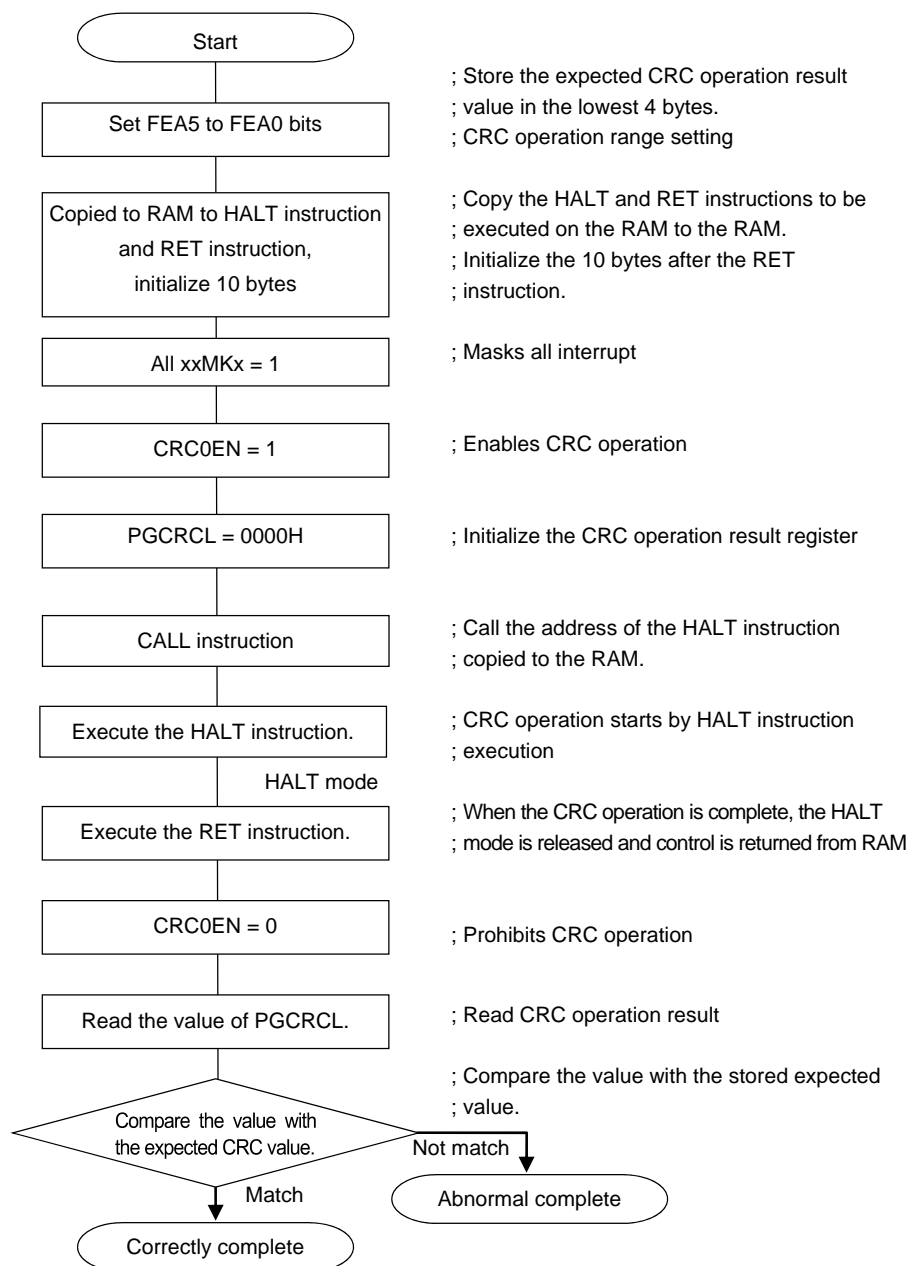 Start
; Store the expected CRC operation result
; value in the lowest 4 bytes.
Set FEA5 to FEA0 bits
; CRC operation range setting
Copied to RAM to HALT instruction
and RET instruction,
initialize 10 bytes
; Copy the HALT and RET instructions to be
; executed on the RAM to the RAM.
; Initialize the 10 bytes after the RET
; instruction.
All xxMKx = 1
; Masks all interrupt
CRC0EN = 1
; Enables CRC operation
PGCRCL = 0000H
; Initialize the CRC operation result register
CALL instruction
; Call the address of the HALT instruction
; copied to the RAM.
Execute the HALT instruction.
; CRC operation starts by HALT instruction
; execution
HALT mode
Execute the RET instruction.
; When the CRC operation is complete, the HALT
; mode is released and control is returned from RAM
CRC0EN = 0
; Prohibits CRC operation
Read the value of PGCRCL.
; Read CRC operation result
; Compare the value with the stored expected
; value.
Compare the value with
the expected CRC value.
Not match
Match
Abnormal complete
Correctly complete